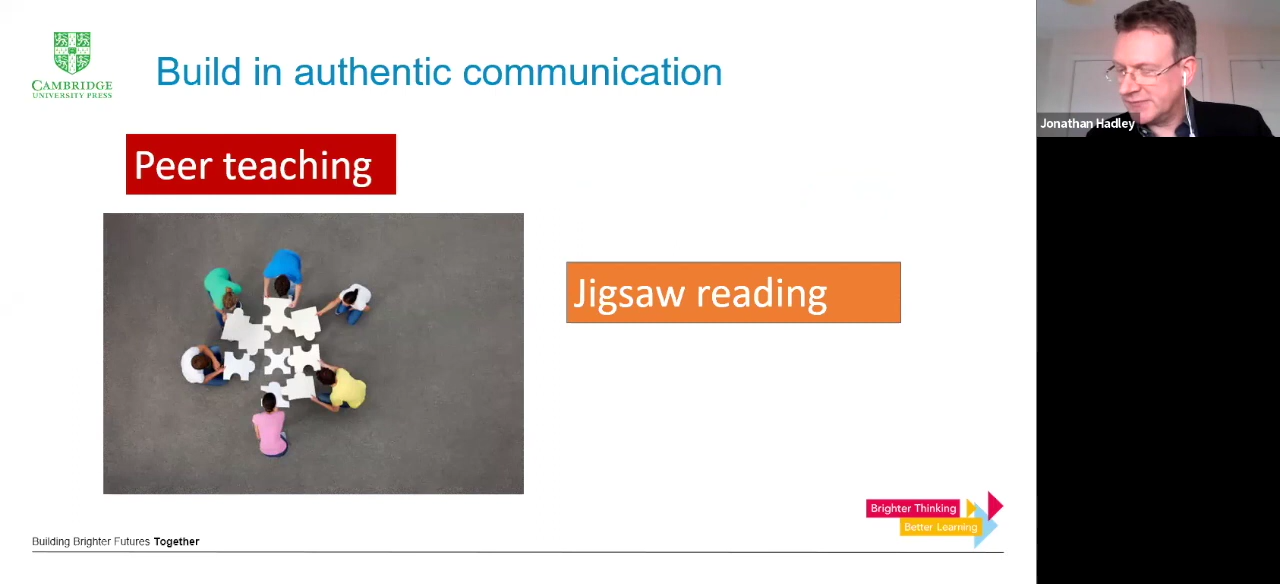 CAMBRIDGE
UNIVERSITY PRESS
Build in authentic communication
Peer teaching
Jigsaw reading
Brighter Thinking
Better Learning
Building Brighter Futures Together
Jonathan Hadley